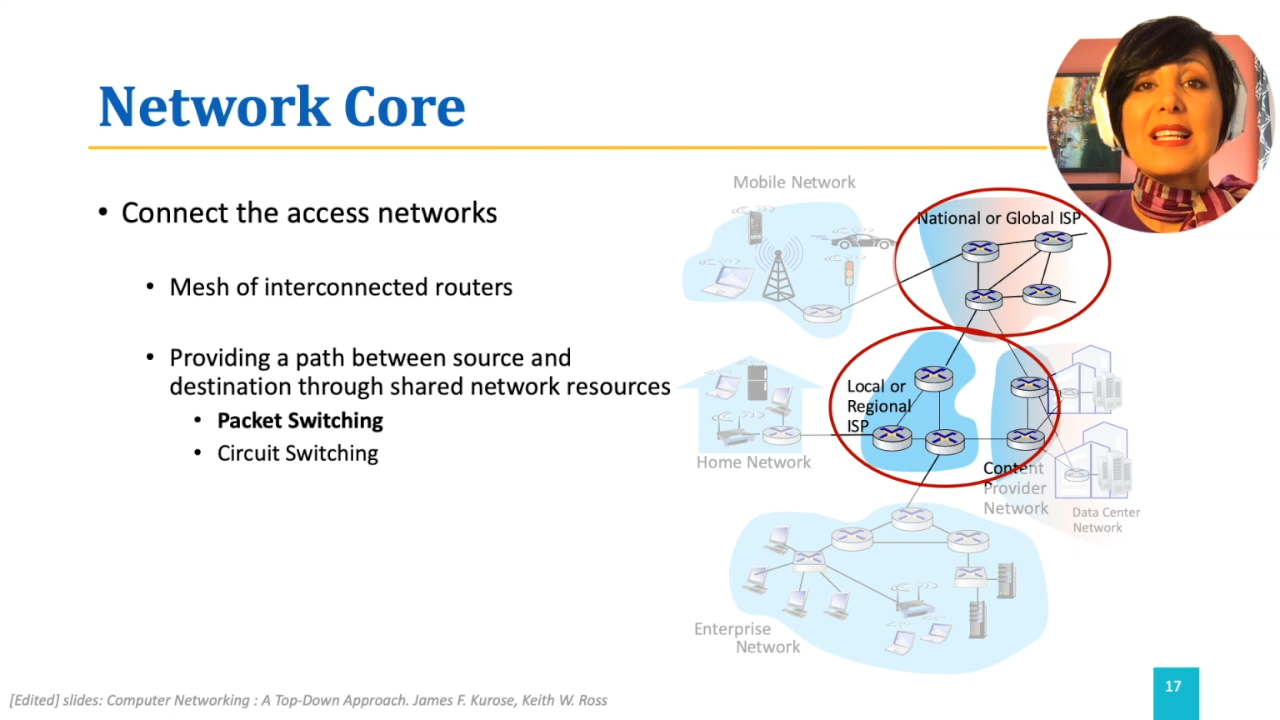 Network Core
• Connect the access networks
• Mesh of interconnected routers
• Providing a path between source and
destination through shared network resources
• Packet Switching
• Circuit Switching
Mobile Network
National or Global ISP
Local or
Regional
ISP
Home Network
Content
Provider
Network
Data Center
Network
Enterprise
Network
[Edited] slides: Computer Networking : A Top-Down Approach. James F. Kurose, Keith W. Ross
17